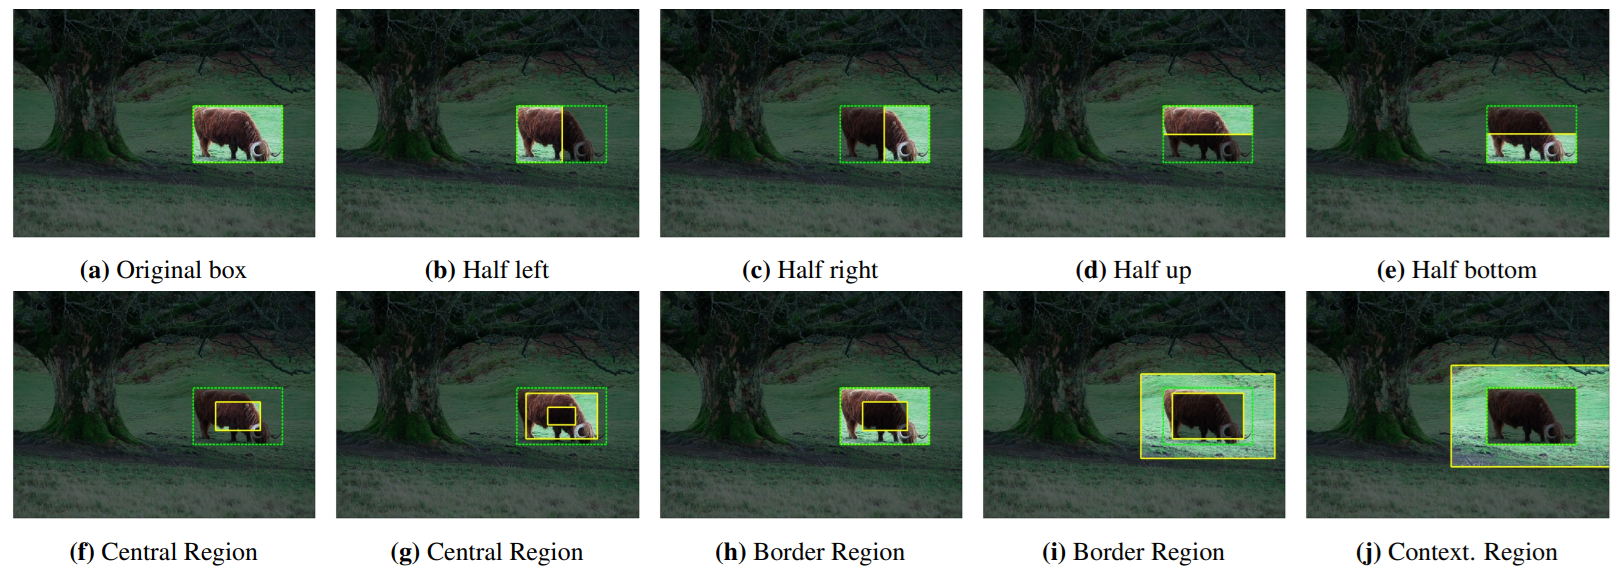 (a) Original box
(b) Half left
(c) Half right
(d) Half up
(e) Half bottom
(f) Central Region
(g) Central Region
(h) Border Region
(i) Border Region
(j) Context. Region